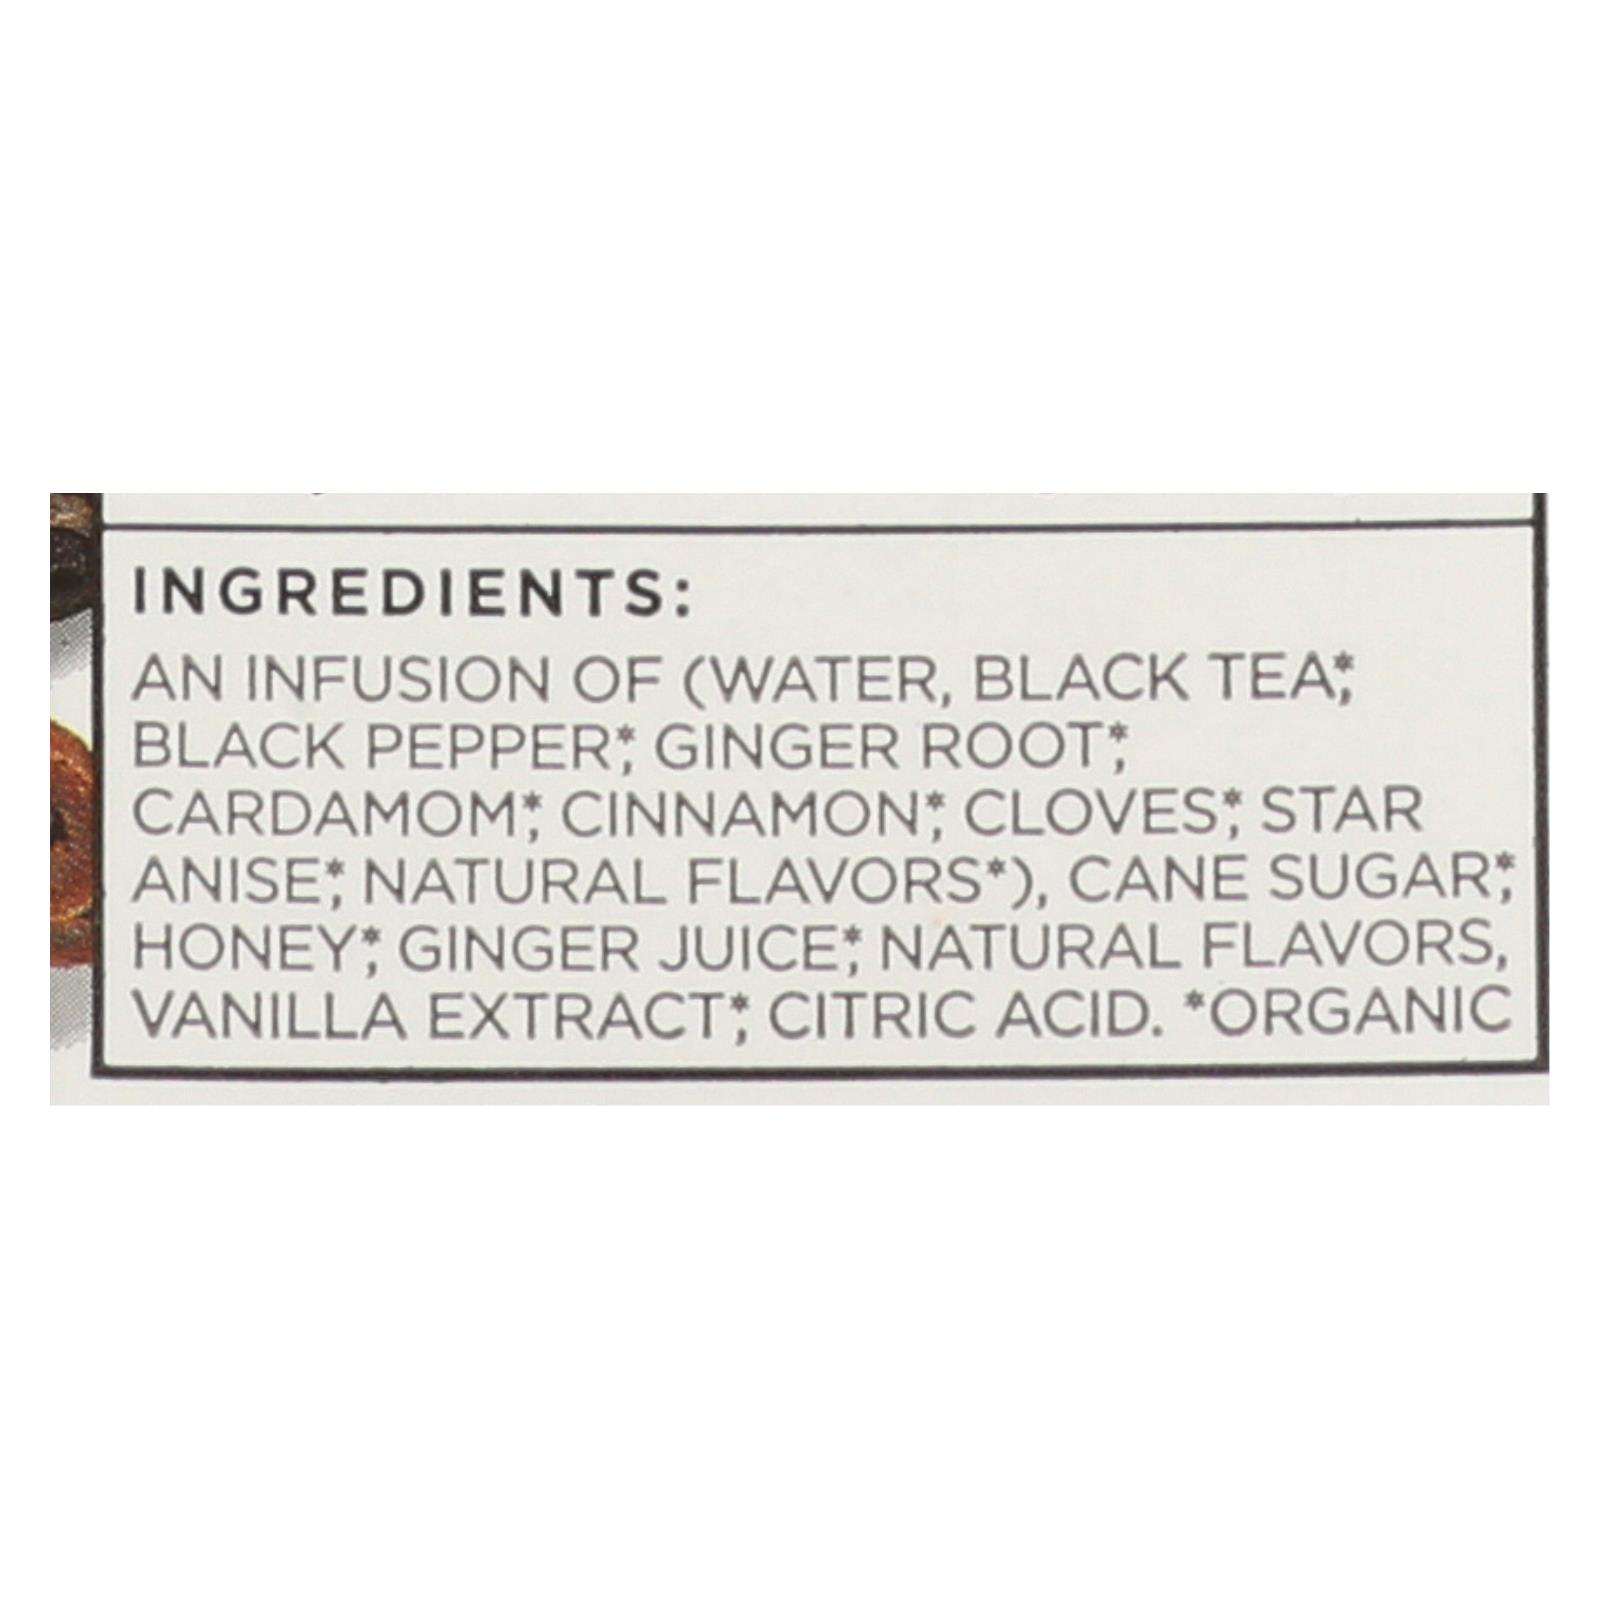 INGREDIENTS:
AN INFUSION OF (WATER, BLACK TEA*,
BLACK PEPPER*, GINGER ROOT*,
CARDAMOM*, CINNAMON*, CLOVES*, STAR
ANISE*, NATURAL FLAVORS*), CANE SUGAR*,
HONEY*, GINGER JUICE*, NATURAL FLAVORS,
VANILLA EXTRACT*, CITRIC ACID. *ORGANIC